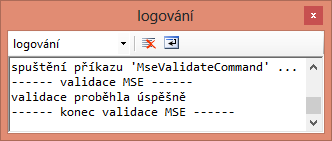 logování
logování
spuštění příkazu 'MseValidateCommand' ...
------ validace MSE ------
validace proběhla úspěšně
------ konec validace MSE ------